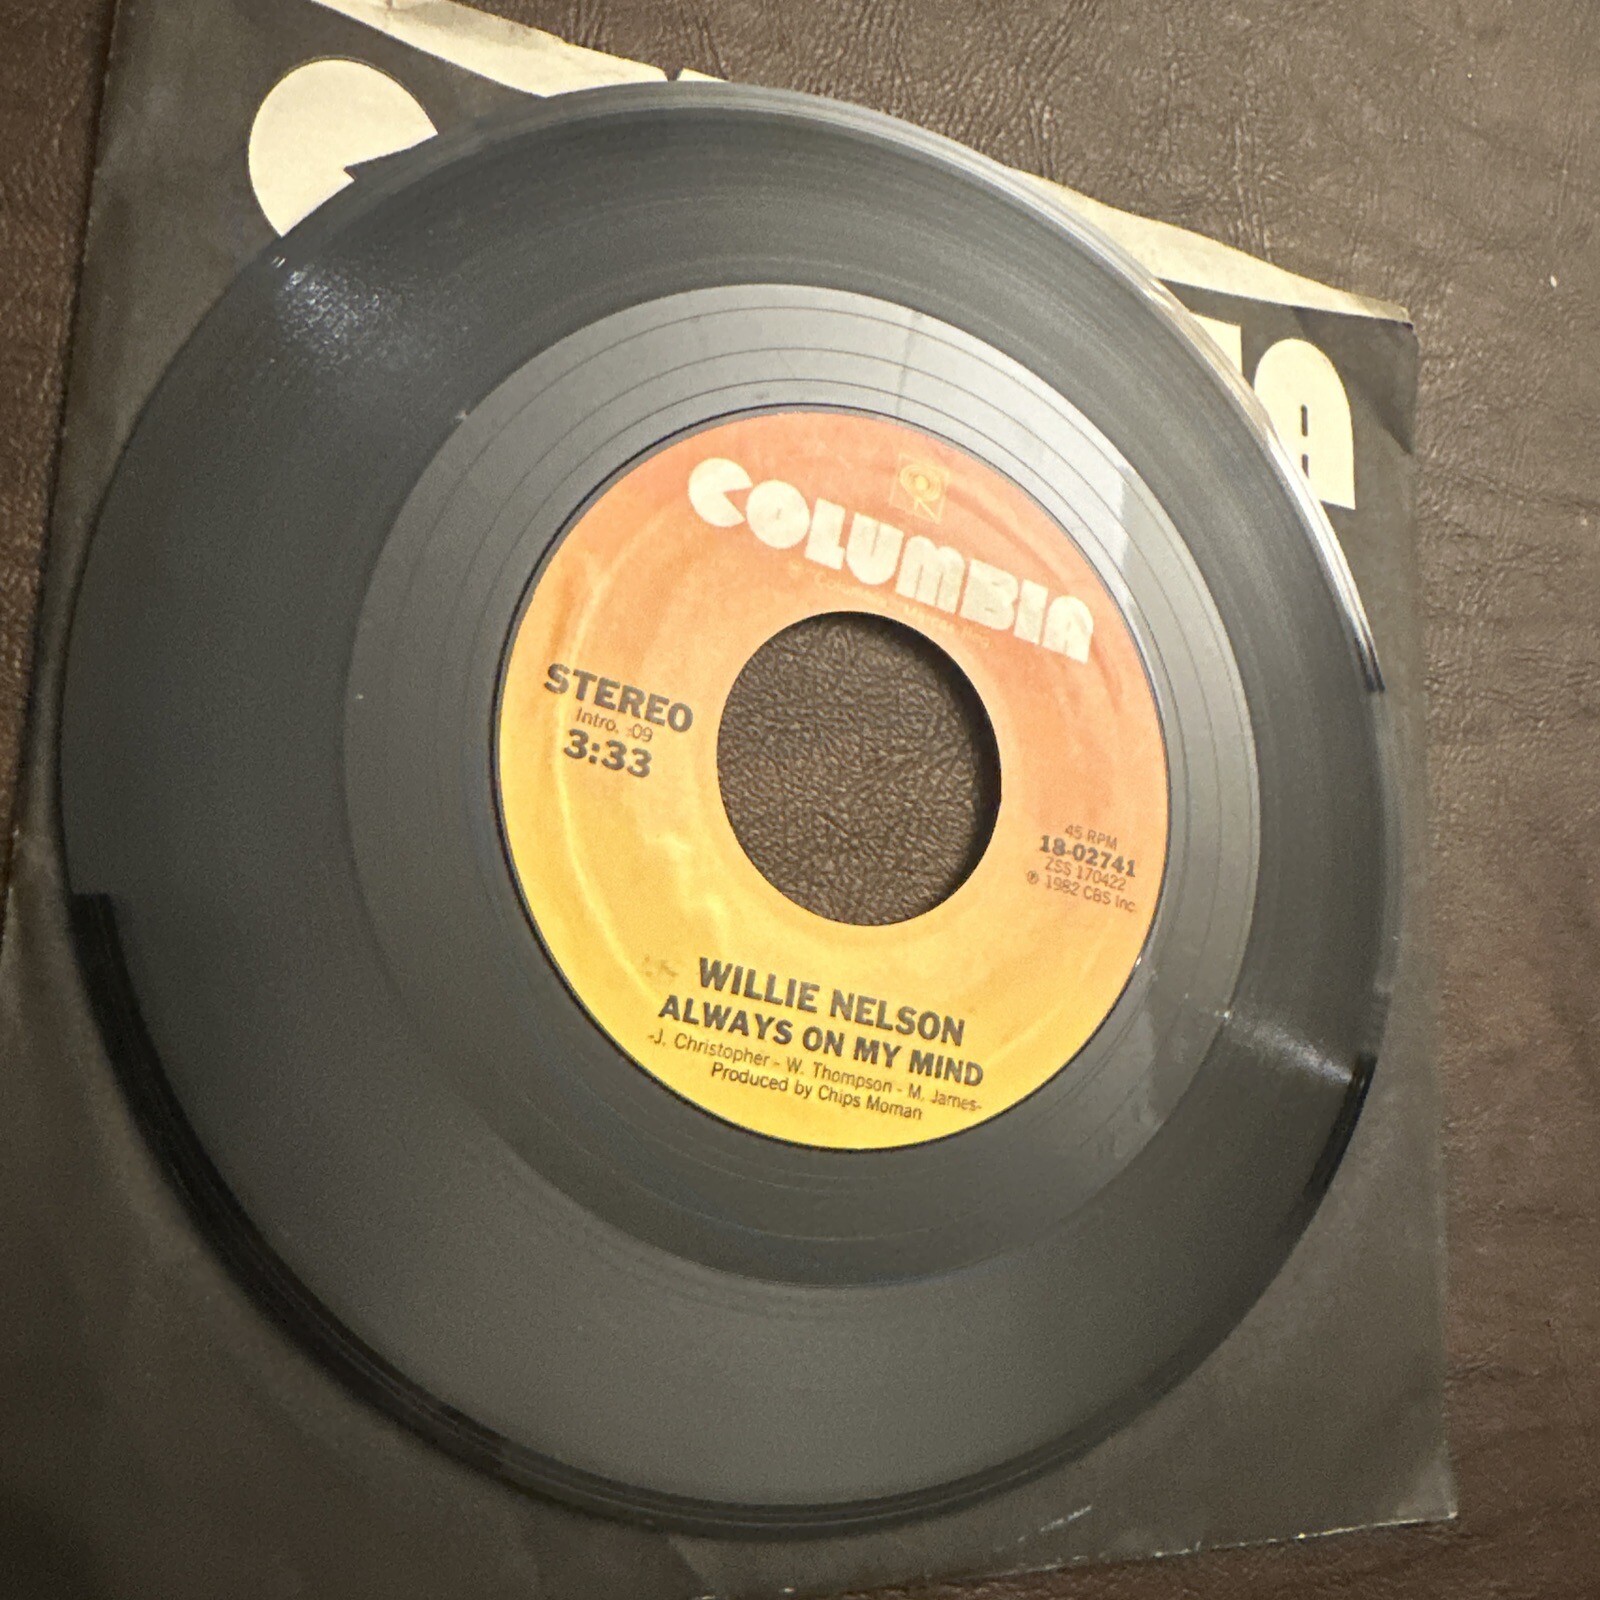 COLUMBIA
STEREO
Intro. :09
3:33
45 RPM
18-02741
ZSS 170422
℗ 1982 CBS Inc.
WILLIE NELSON
ALWAYS ON MY MIND
-J. Christopher - W. Thompson - M. James-
Produced by Chips Moman